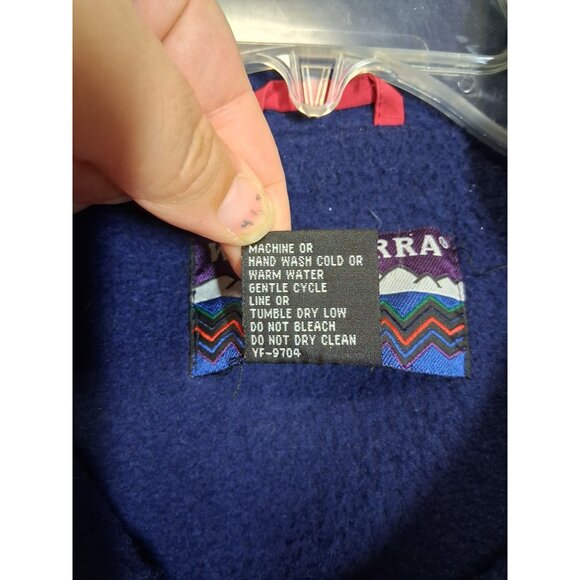 RRA®
MACHINE OR
HAND WASH COLD OR
WARM WATER
GENTLE CYCLE
LINE OR
TUMBLE DRY LOW
DO NOT BLEACH
DO NOT DRY CLEAN
YF-9704